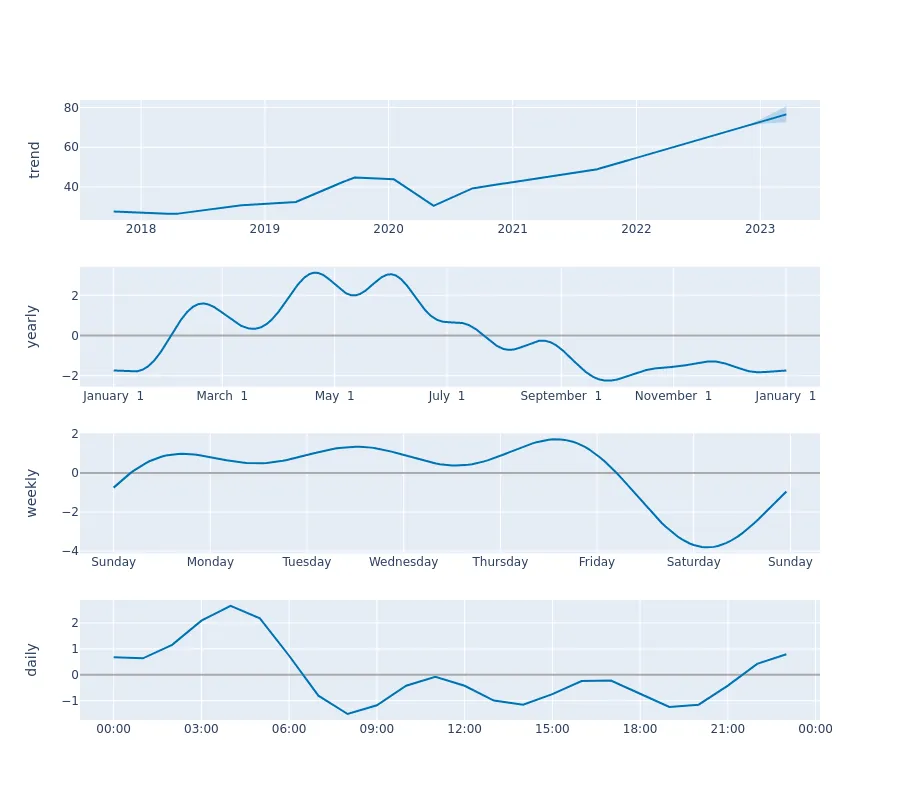 trend
80
60
40
2018 2019 2020 2021 2022 2023
yearly
2
0
−2
January 1 March 1 May 1 July 1 September 1 November 1 January 1
weekly
2
0
−2
−4
Sunday Monday Tuesday Wednesday Thursday Friday Saturday Sunday
daily
2
1
0
−1
00:00 03:00 06:00 09:00 12:00 15:00 18:00 21:00 00:00